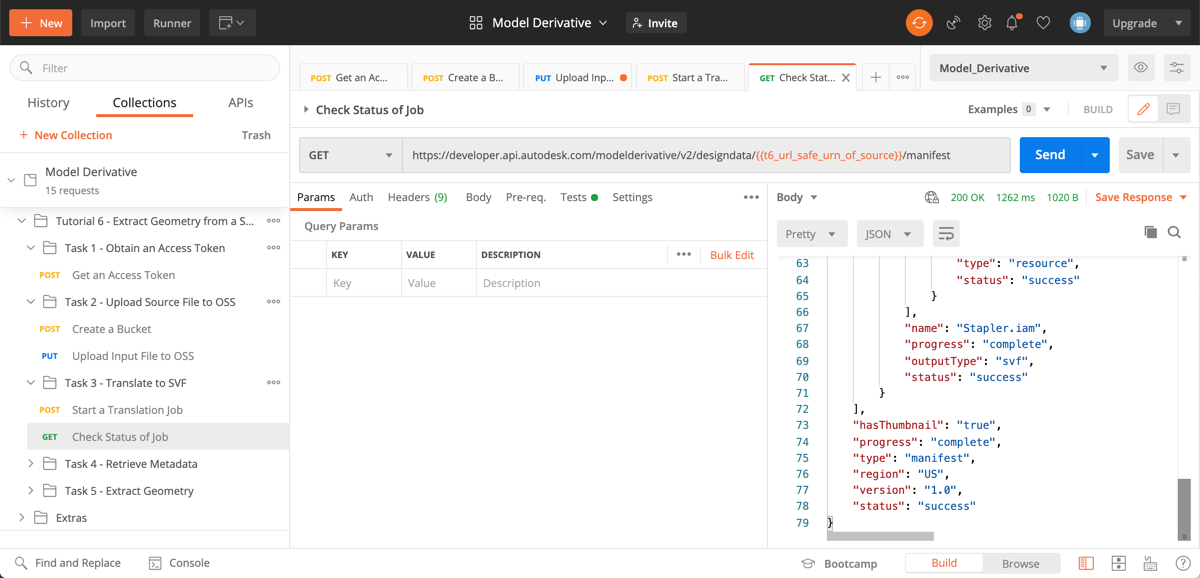 New
Import
Runner
Model Derivative
Invite
Upgrade
Filter
History
Collections
APIs
+ New Collection
Trash
Model Derivative
15 requests
Tutorial 6 - Extract Geometry from a S...
Task 1 - Obtain an Access Token
POST Get an Access Token
Task 2 - Upload Source File to OSS
POST Create a Bucket
PUT Upload Input File to OSS
Task 3 - Translate to SVF
POST Start a Translation Job
GET Check Status of Job
Task 4 - Retrieve Metadata
Task 5 - Extract Geometry
Extras
POST Get an Ac...
POST Create a B...
PUT Upload Inp...
POST Start a Tra...
GET Check Stat...
Model_Derivative
Check Status of Job
Examples 0
BUILD
GET
https://developer.api.autodesk.com/modelderivative/v2/designdata/{{t6_url_safe_urn_of_source}}/manifest
Send
Save
Params
Auth
Headers (9)
Body
Pre-req.
Tests
Settings
Query Params
KEY
VALUE
DESCRIPTION
Bulk Edit
Key
Value
Description
Body
200 OK
1262 ms
1020 B
Save Response
Pretty
JSON
63 "type": "resource",
64 "status": "success"
65 }
66 ],
67 "name": "Stapler.iam",
68 "progress": "complete",
69 "outputType": "svf",
70 "status": "success"
71 }
72 ],
73 "hasThumbnail": "true",
74 "progress": "complete",
75 "type": "manifest",
76 "region": "US",
77 "version": "1.0",
78 "status": "success"
79 }
Find and Replace
Console
Bootcamp
Build
Browse